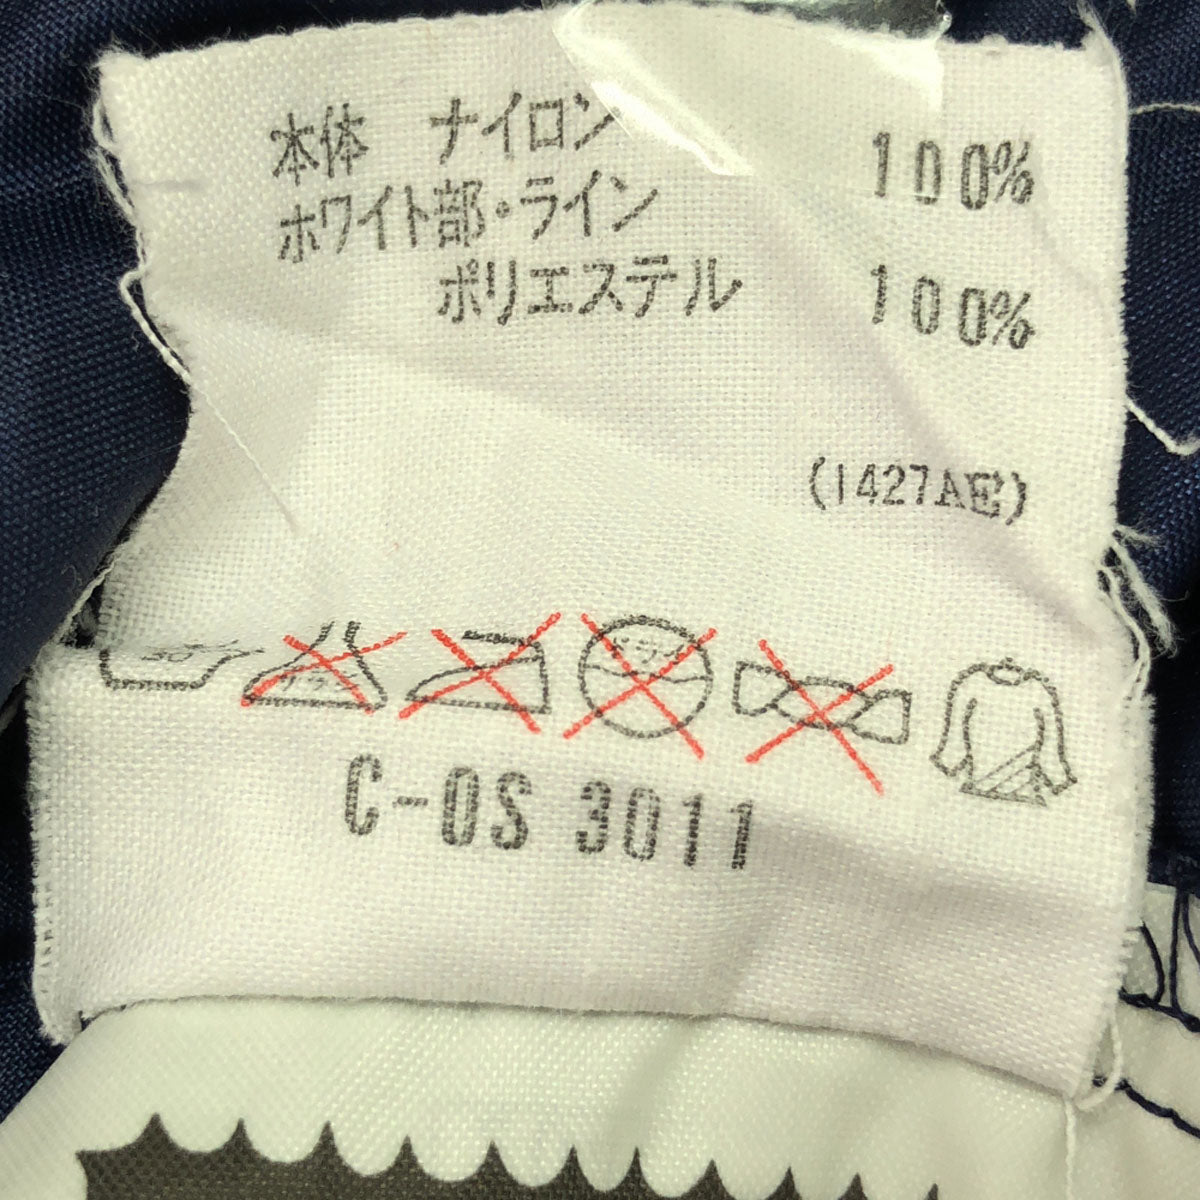 本体　ナイロン　100%
ホワイト部・ライン
ポリエステル　100%
(1427AE)
C-OS 3011